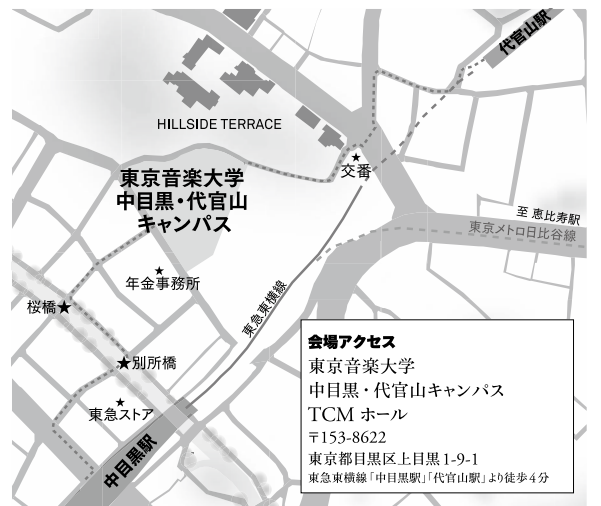 代官山駅
HILLSIDE TERRACE
★
交番
東京音楽大学
中目黒・代官山
キャンパス
至 恵比寿駅
東京メトロ日比谷線
★
年金事務所
桜橋★
東急東横線
★別所橋
★
東急ストア
中目黒駅
会場アクセス
東京音楽大学
中目黒・代官山キャンパス
TCM ホール
〒153-8622
東京都目黒区上目黒1-9-1
東急東横線「中目黒駅」「代官山駅」より徒歩4分